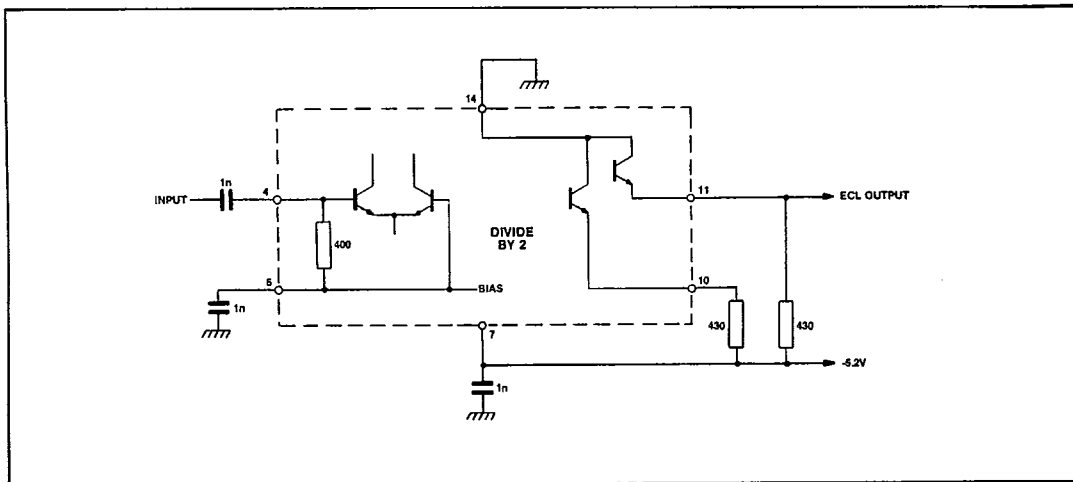 14
1n
4
11
INPUT
ECL OUTPUT
DIVIDE
BY 2
400
10
BIAS
1n
7
430
430
-5.2V
1n